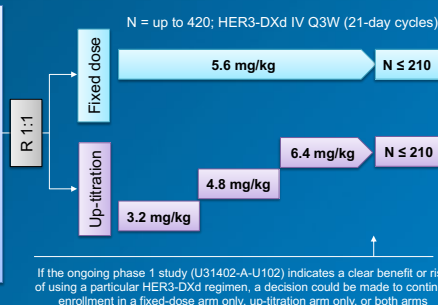 N = up to 420; HER3-DXd IV Q3W (21-day cycles)
Fixed dose
5.6 mg/kg
N ≤ 210
R 1:1
Up-titration
6.4 mg/kg
N ≤ 210
4.8 mg/kg
3.2 mg/kg
If the ongoing phase 1 study (U31402-A-U102) indicates a clear benefit or
of using a particular HER3-DXd regimen, a decision could be made to
enrollment in a fixed-dose arm only, up-titration arm only, or both arms